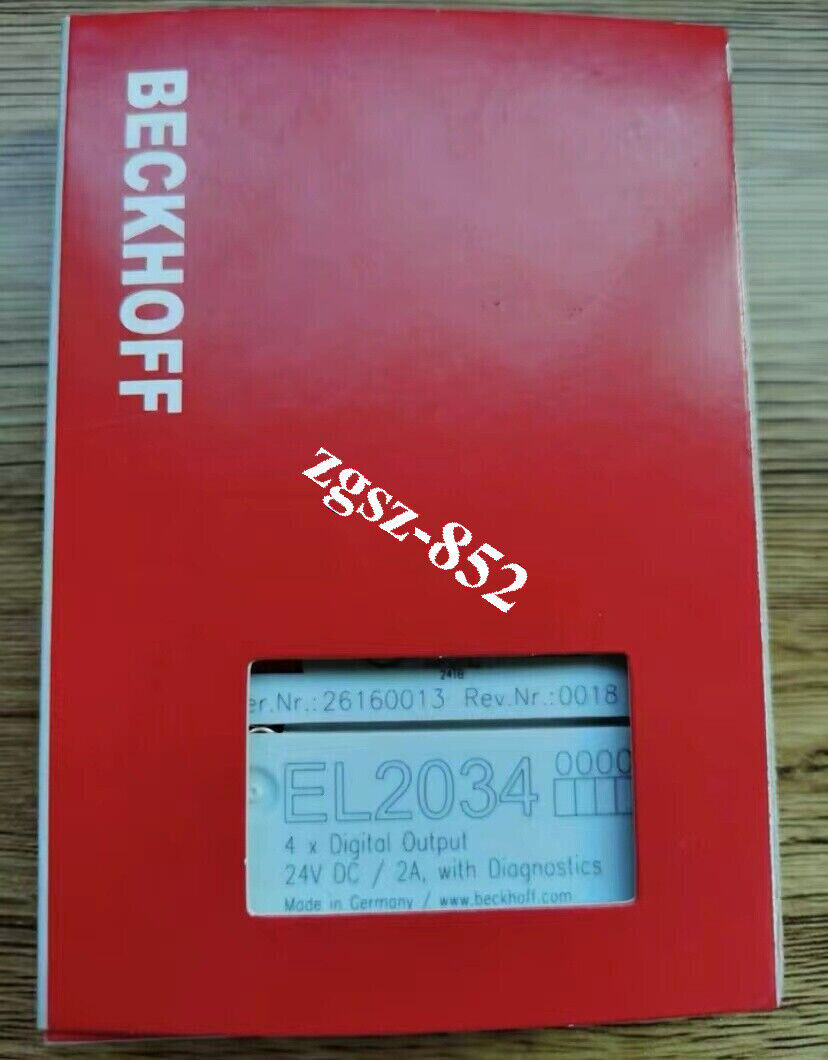 BECKHOFF
zgsz-852
er.Nr.:26160013 Rev.Nr.:0018
EL2034
0000
4 x Digital Output
24V DC / 2A, with Diagnostics
Made in Germany / www.beckhoff.com